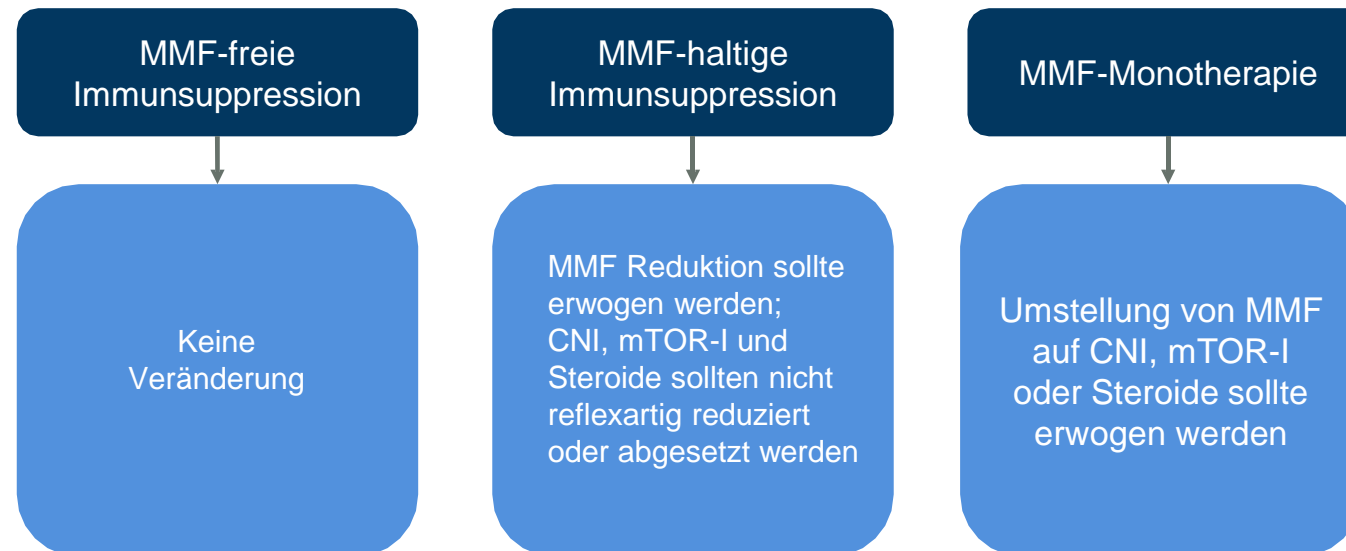 MMF-freie
Immunsuppression
Keine
Veränderung
MMF-haltige
Immunsuppression
MMF Reduktion sollte
erwogen werden;
CNI, mTOR-I und
Steroide sollten nicht
reflexartig reduziert
oder abgesetzt werden
MMF-Monotherapie
Umstellung von MMF
auf CNI, mTOR-I
oder Steroide sollte
erwogen werden